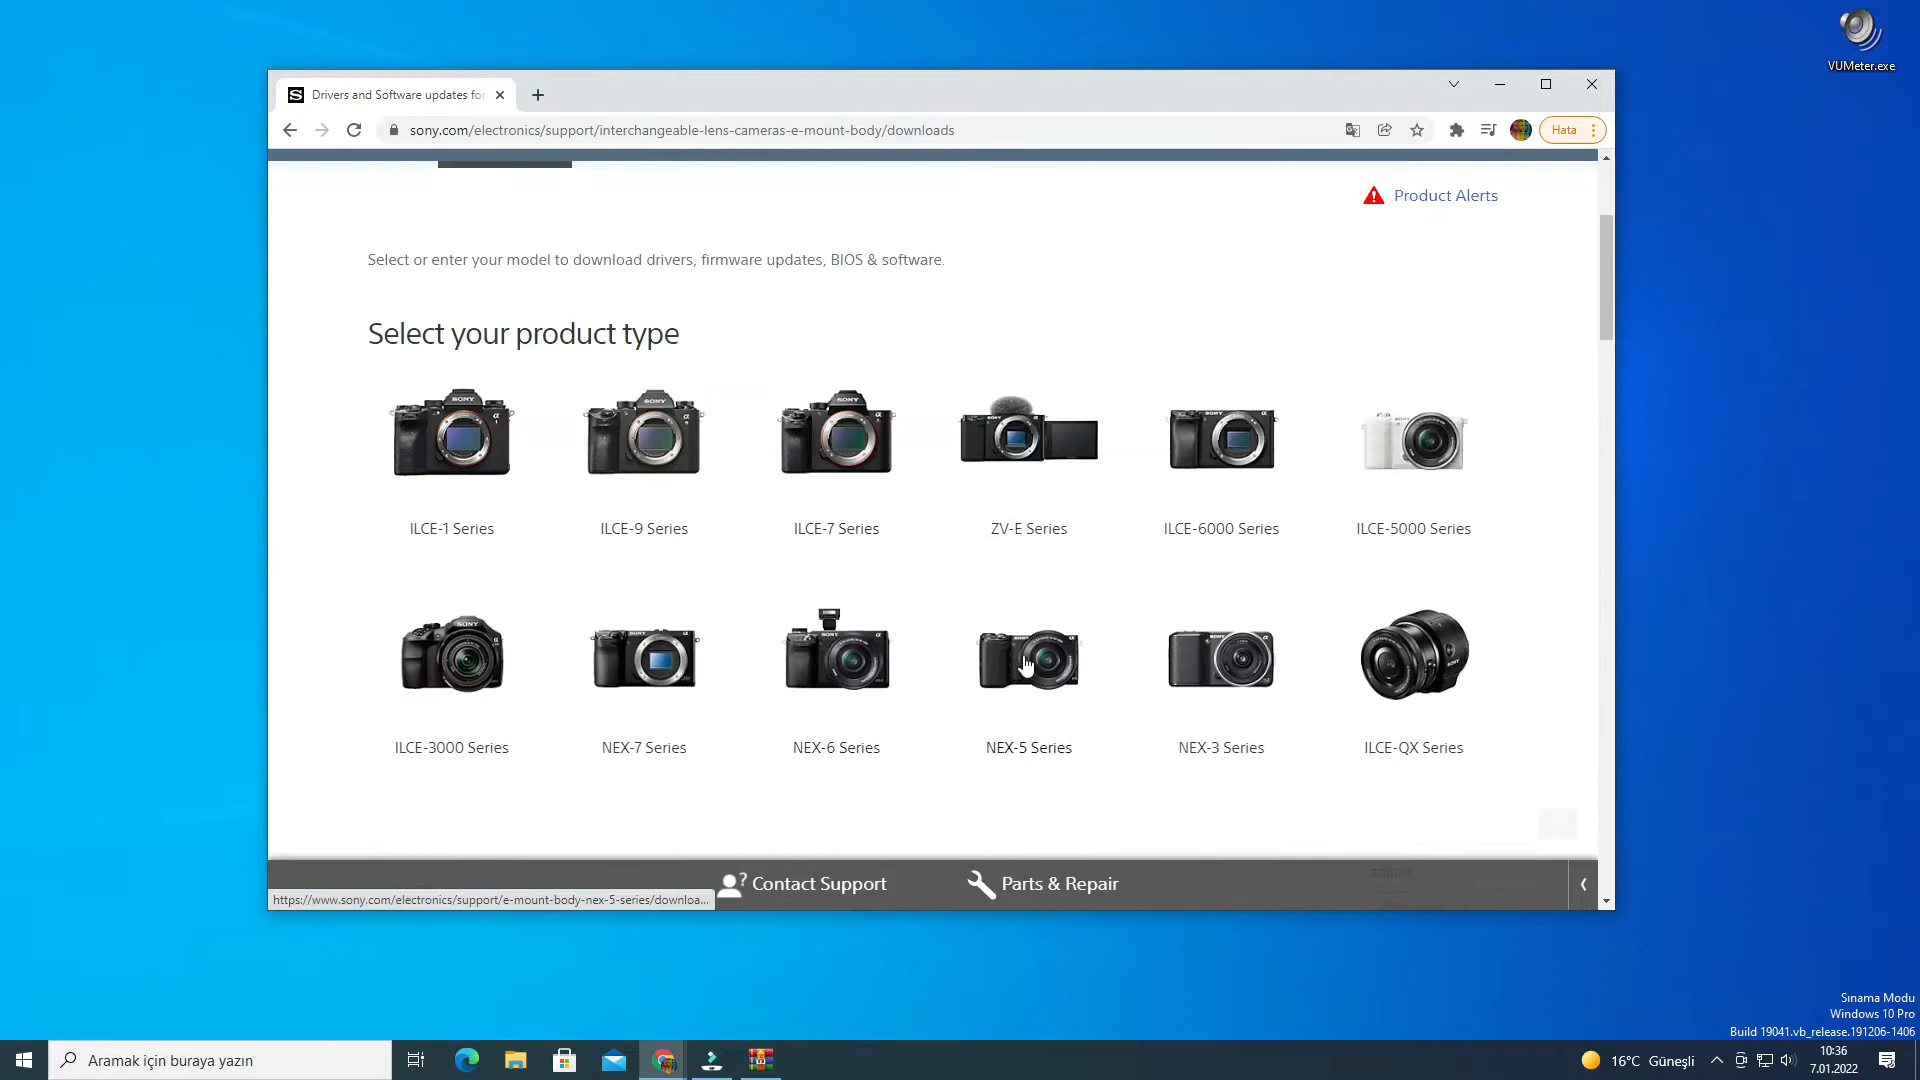 VUMeter.exe
Drivers and Software updates for
sony.com/electronics/support/interchangeable-lens-cameras-e-mount-body/downloads
Hata
Product Alerts
Select or enter your model to download drivers, firmware updates, BIOS & software.
Select your product type
ILCE-1 Series
ILCE-9 Series
ILCE-7 Series
ZV-E Series
ILCE-6000 Series
ILCE-5000 Series
ILCE-3000 Series
NEX-7 Series
NEX-6 Series
NEX-5 Series
NEX-3 Series
ILCE-QX Series
Contact Support
Parts & Repair
https://www.sony.com/electronics/support/e-mount-body-nex-5-series/downloa...
Sınama Modu
Windows 10 Pro
Build 19041.vb_release.191206-1406
Aramak için buraya yazın
16°C Güneşli
10:36
7.01.2022